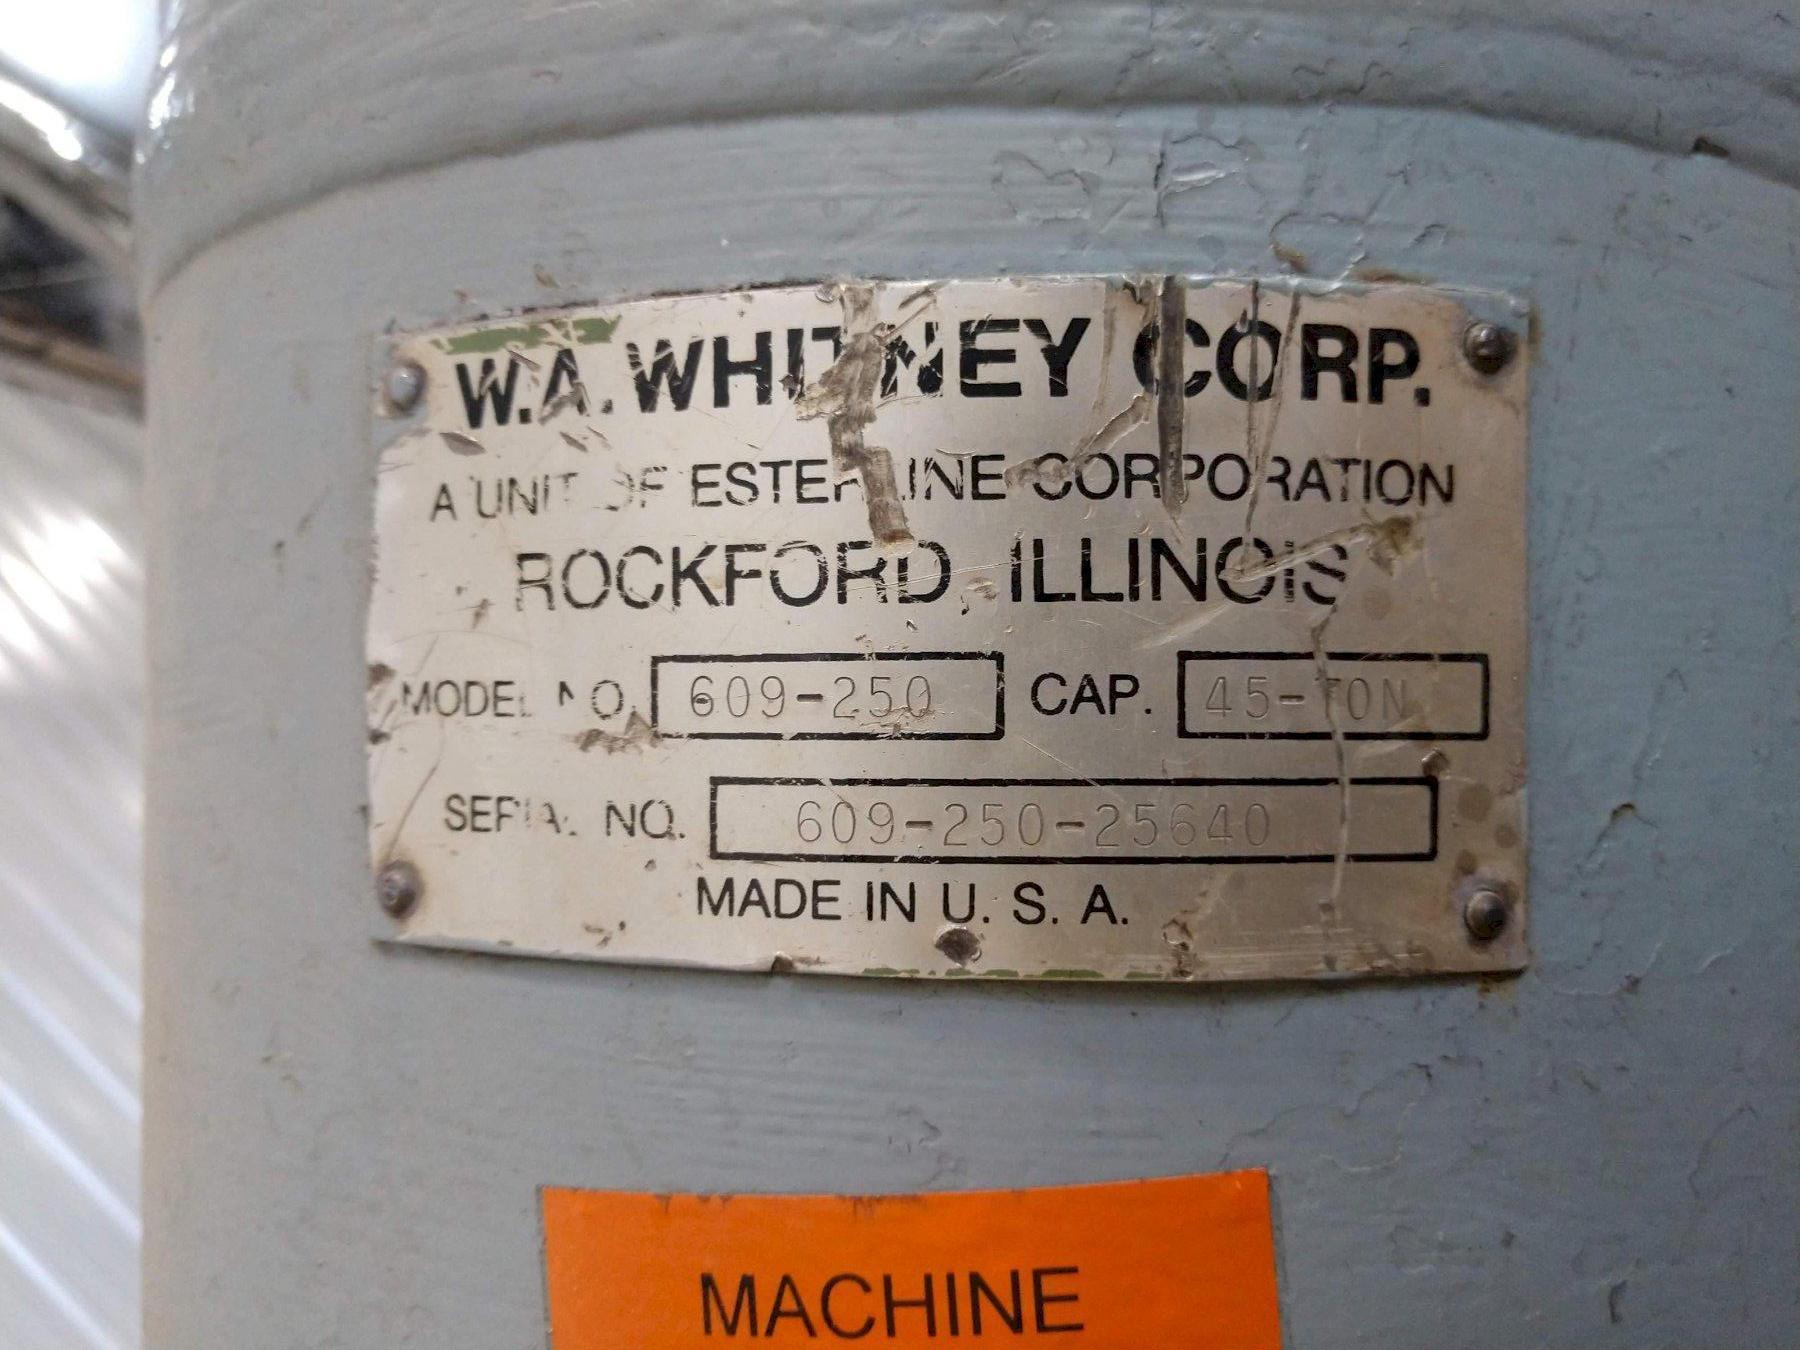 W.A. WHITNEY CORP.
A UNIT OF ESTERLINE CORPORATION
ROCKFORD, ILLINOIS
MODEL NO. 609-250 CAP. 45-TON
SERIAL NO. 609-250-25640
MADE IN U. S. A.
MACHINE